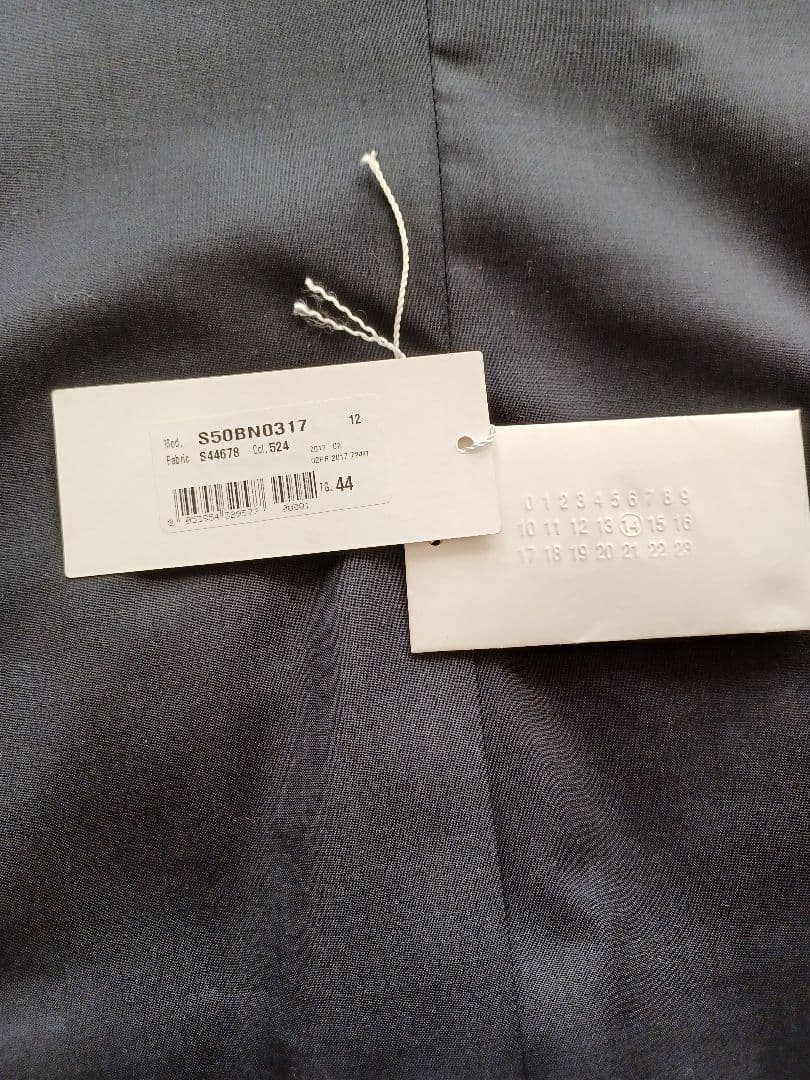 Mod. S50BN0317 12
Fabric S44678 Col. 524
TG. 44
00001
0 1 2 3 4 5 6 7 8 9
10 11 12 13 14 15 16
17 18 19 20 21 22 23